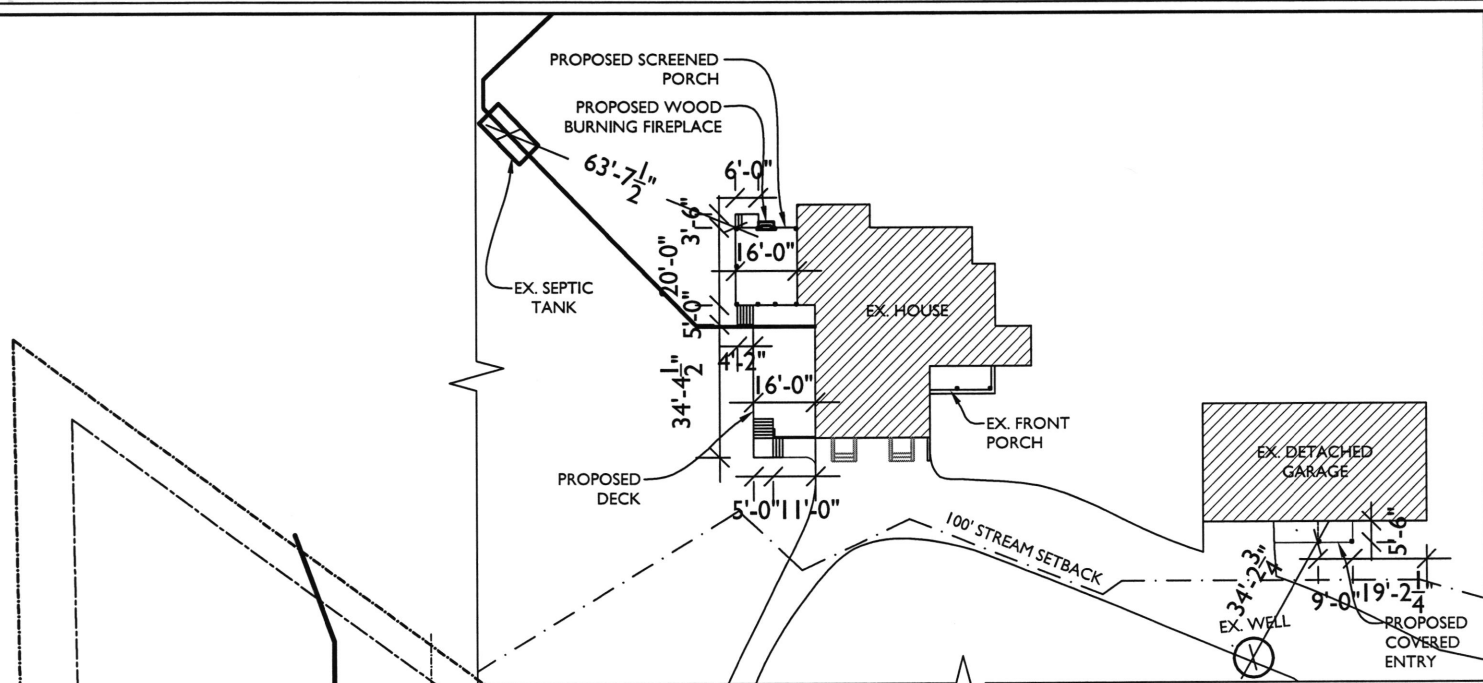 PROPOSED SCREENED
PORCH
PROPOSED WOOD
BURNING FIREPLACE
63'-7 1/2"
6'-0"
3'-6"
16'-0"
20'-0"
EX. SEPTIC
TANK
EX. HOUSE
5'-0"
4'-2"
34'-4 1/2"
16'-0"
EX. FRONT
PORCH
PROPOSED
DECK
5'-0"
11'-0"
100' STREAM SETBACK
EX. DETACHED
GARAGE
5'-6"
34'-2 3/4"
9'-0"
19'-2 1/4"
EX. WELL
PROPOSED
COVERED
ENTRY